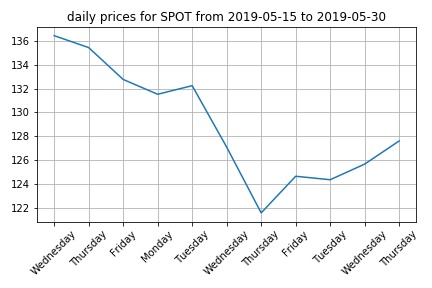 daily prices for SPOT from 2019-05-15 to 2019-05-30
136
134
132
130
128
126
124
122
Wednesday
Thursday
Friday
Monday
Tuesday
Wednesday
Thursday
Friday
Tuesday
Wednesday
Thursday